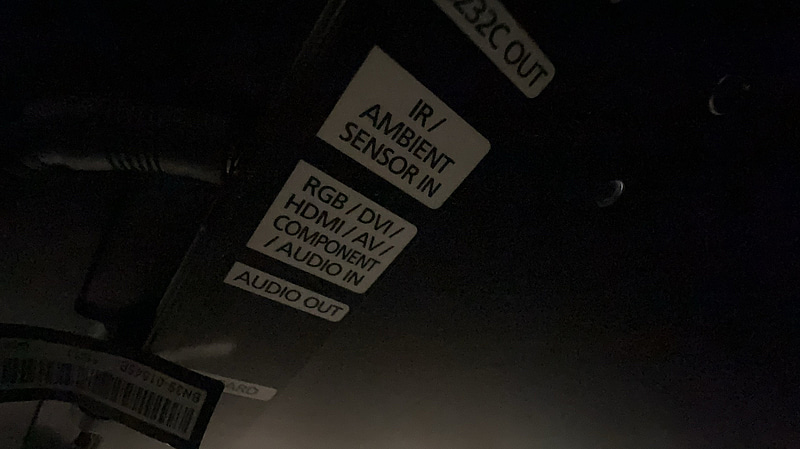 232C OUT
IR /
AMBIENT
SENSOR IN
RGB / DVI /
HDMI / AV /
COMPONENT
/ AUDIO IN
AUDIO OUT